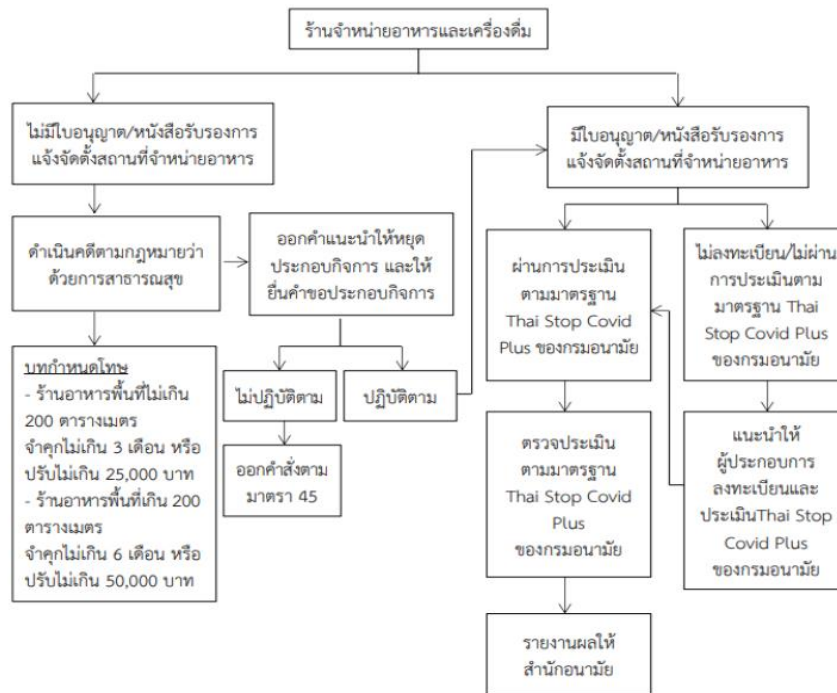 ร้านจำหน่ายอาหารและเครื่องดื่ม
ไม่มีใบอนุญาต/หนังสือรับรองการ
แจ้งจัดตั้งสถานที่จำหน่ายอาหาร
มีใบอนุญาต/หนังสือรับรองการ
แจ้งจัดตั้งสถานที่จำหน่ายอาหาร
ดำเนินคดีตามกฎหมายว่า
ด้วยการสาธารณสุข
ออกคำแนะนำให้หยุด
ประกอบกิจการ และให้
ยื่นคำขอประกอบกิจการ
บทกำหนดโทษ
- ร้านอาหารพื้นที่ไม่เกิน
200 ตารางเมตร
จำคุกไม่เกิน 3 เดือน หรือ
ปรับไม่เกิน 25,000 บาท
- ร้านอาหารพื้นที่เกิน 200
ตารางเมตร
จำคุกไม่เกิน 6 เดือน หรือ
ปรับไม่เกิน 50,000 บาท
ไม่ปฏิบัติตาม
ปฏิบัติตาม
ออกคำสั่งตาม
มาตรา 45
ผ่านการประเมิน
ตามมาตรฐาน
Thai Stop Covid
Plus ของกรมอนามัย
ไม่ลงทะเบียน/ไม่ผ่าน
การประเมินตาม
มาตรฐาน Thai
Stop Covid Plus
ของกรมอนามัย
ตรวจประเมิน
ตามมาตรฐาน
Thai Stop Covid
Plus
ของกรมอนามัย
แนะนำให้
ผู้ประกอบการ
ลงทะเบียนและ
ประเมินThai Stop
Covid Plus
ของกรมอนามัย
รายงานผลให้
สำนักอนามัย